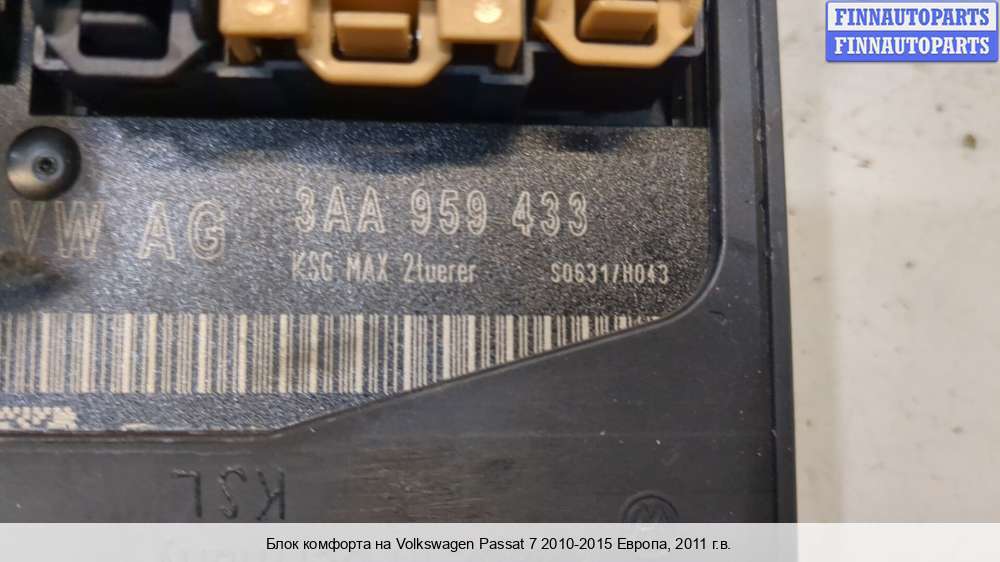 FINNAUTOPARTS
FINNAUTOPARTS
VW AG 3AA 959 433
KSG MAX 2tuerer S0631/H043
KSL
Блок комфорта на Volkswagen Passat 7 2010-2015 Европа, 2011 г.в.